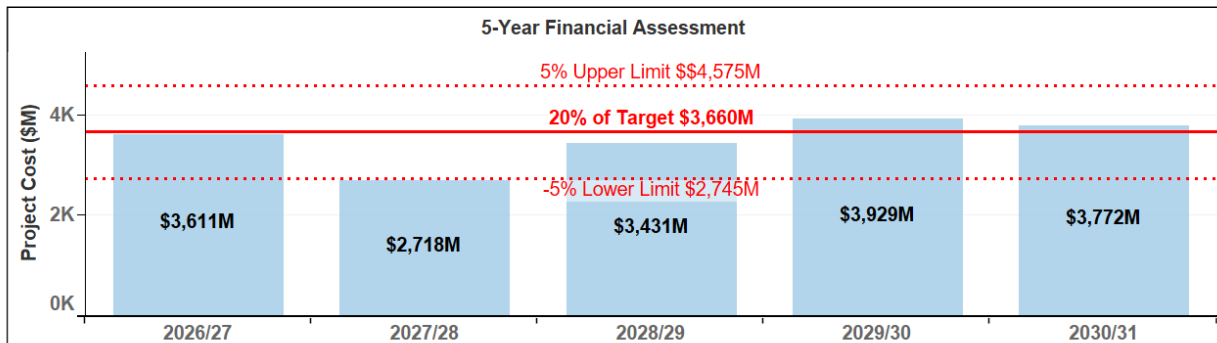 5-Year Financial Assessment
5% Upper Limit $$4,575M
4K
20% of Target $3,660M
-5% Lower Limit $2,745M
Project Cost ($M)
2K
$3,611M
$2,718M
$3,431M
$3,929M
$3,772M
0K
2026/27
2027/28
2028/29
2029/30
2030/31